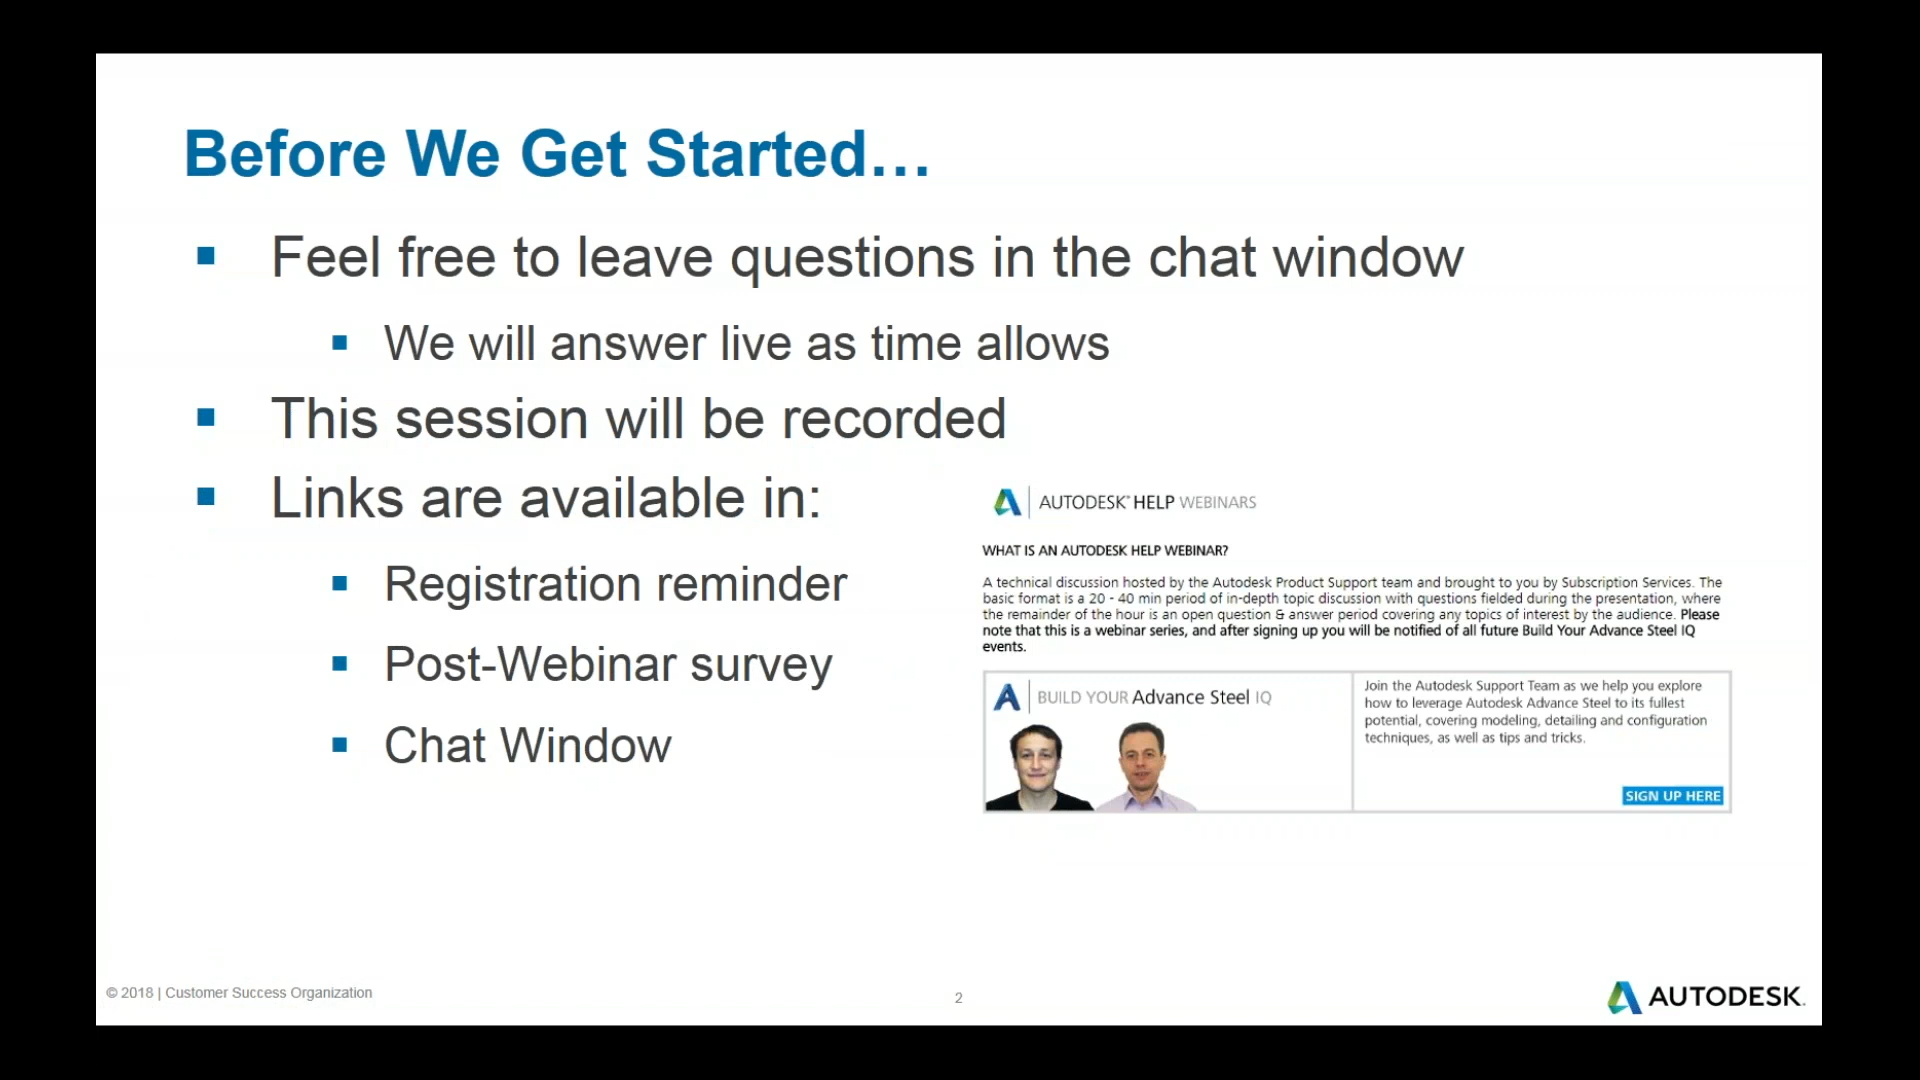 Before We Get Started…
Feel free to leave questions in the chat window
We will answer live as time allows
This session will be recorded
Links are available in:
Registration reminder
Post-Webinar survey
Chat Window
AUTODESK® HELP WEBINARS
WHAT IS AN AUTODESK HELP WEBINAR?
A technical discussion hosted by the Autodesk Product Support team and brought to you by Subscription Services. The
basic format is a 20 - 40 min period of in-depth topic discussion with questions fielded during the presentation, where
the remainder of the hour is an open question & answer period covering any topics of interest by the audience. Please
note that this is a webinar series, and after signing up you will be notified of all future Build Your Advance Steel IQ
events.
BUILD YOUR Advance Steel IQ
Join the Autodesk Support Team as we help you explore
how to leverage Autodesk Advance Steel to its fullest
potential, covering modeling, detailing and configuration
techniques, as well as tips and tricks.
SIGN UP HERE
© 2018 | Customer Success Organization
2
AUTODESK.